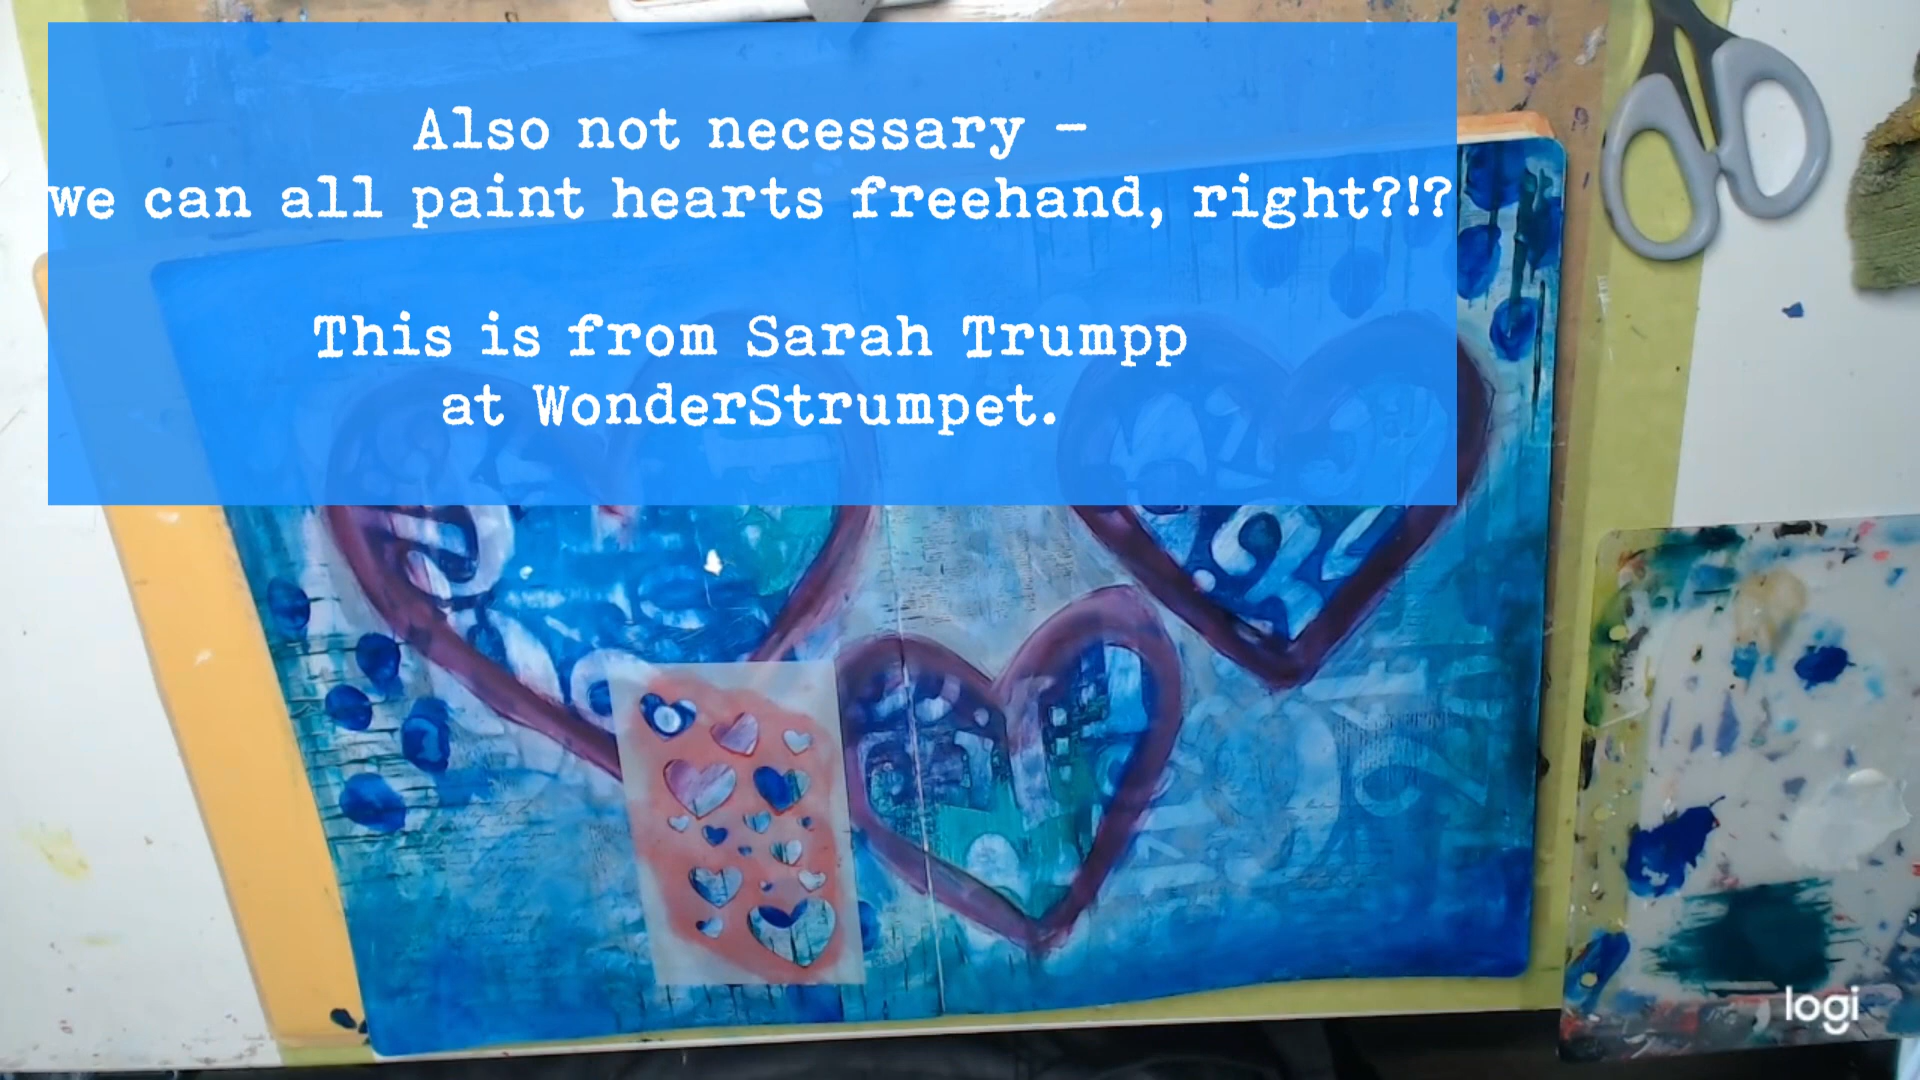 Also not necessary -
we can all paint hearts freehand, right?!?
This is from Sarah Trumpp
at WonderStrumpet.
logi